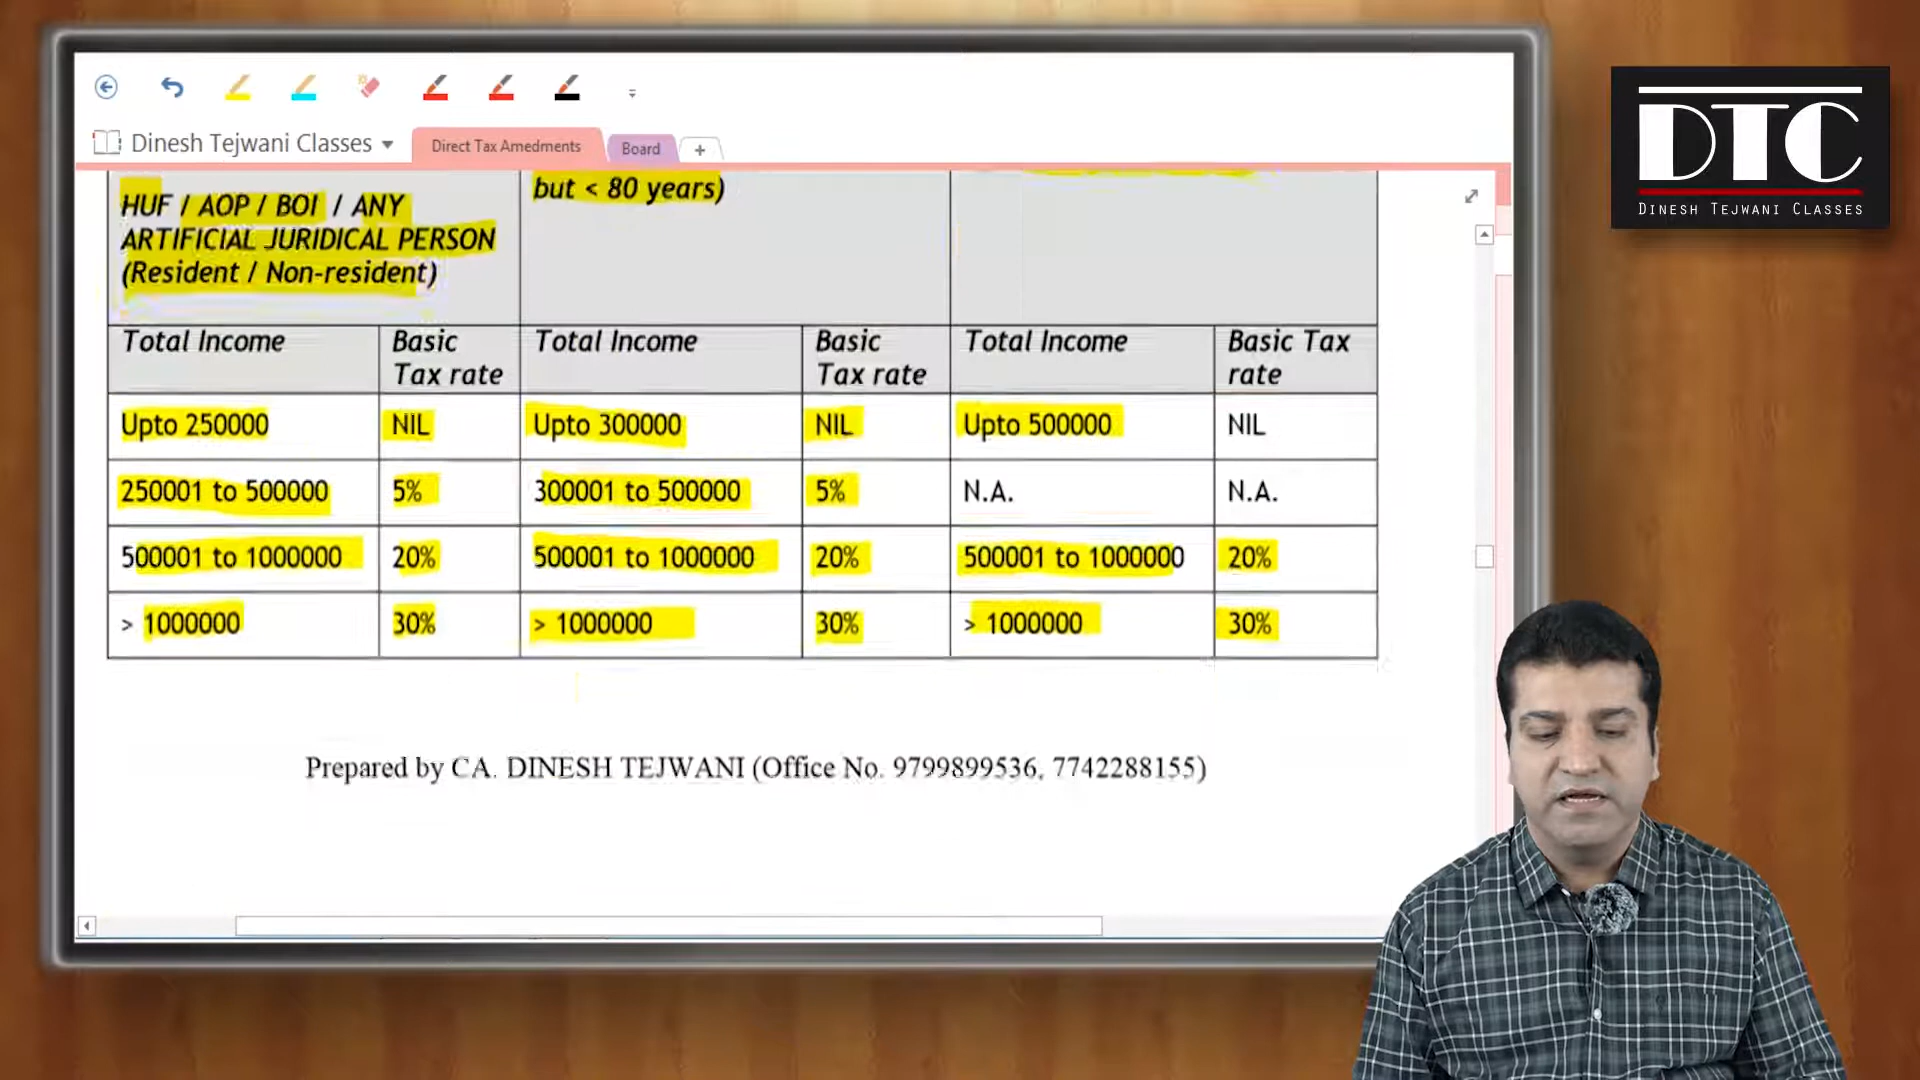 DTC
DINESH TEJWANI CLASSES
Dinesh Tejwani Classes
Direct Tax Amedments
Board
+
HUF / AOP / BOI / ANY
ARTIFICIAL JURIDICAL PERSON
(Resident / Non-resident)
but < 80 years)
Total Income
Basic
Tax rate
Total Income
Basic
Tax rate
Total Income
Basic Tax
rate
Upto 250000 NIL Upto 300000 NIL Upto 500000 NIL
250001 to 500000 5% 300001 to 500000 5% N.A. N.A.
500001 to 1000000 20% 500001 to 1000000 20% 500001 to 1000000 20%
> 1000000 30% > 1000000 30% > 1000000 30%
Prepared by CA. DINESH TEJWANI (Office No. 9799899536, 7742288155)